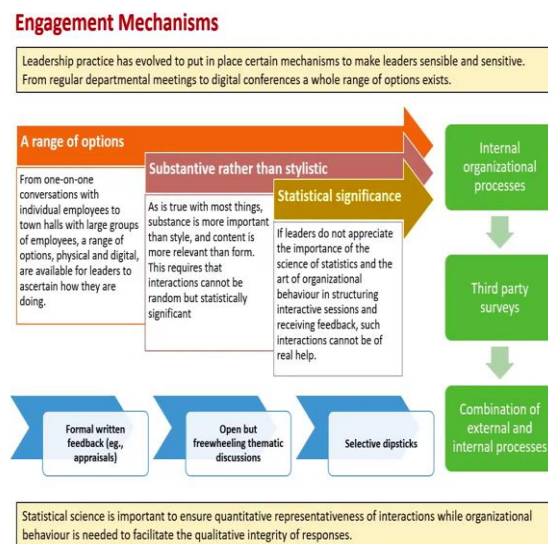 Engagement Mechanisms
Leadership practice has evolved to put in place certain mechanisms to make leaders sensible and sensitive.
From regular departmental meetings to digital conferences a whole range of options exists.
A range of options
From one-on-one
conversations with
individual employees to
town halls with large groups
of employees, a range of
options, physical and digital,
are available for leaders to
ascertain how they are
doing.
Substantive rather than stylistic
As is true with most things,
substance is more important
than style, and content is
more relevant than form.
This requires that
interactions cannot be
random but statistically
significant
Statistical significance
If leaders do not appreciate
the importance of the
science of statistics and the
art of organizational
behaviour in structuring
interactive sessions and
receiving feedback, such
interactions cannot be of
real help.
Internal
organizational
processes
Third party
surveys
Combination of
external and
internal processes
Formal written
feedback (eg.,
appraisals)
Open but
freewheeling thematic
discussions
Selective dipsticks
Statistical science is important to ensure quantitative representativeness of interactions while organizational
behaviour is needed to facilitate the qualitative integrity of responses.